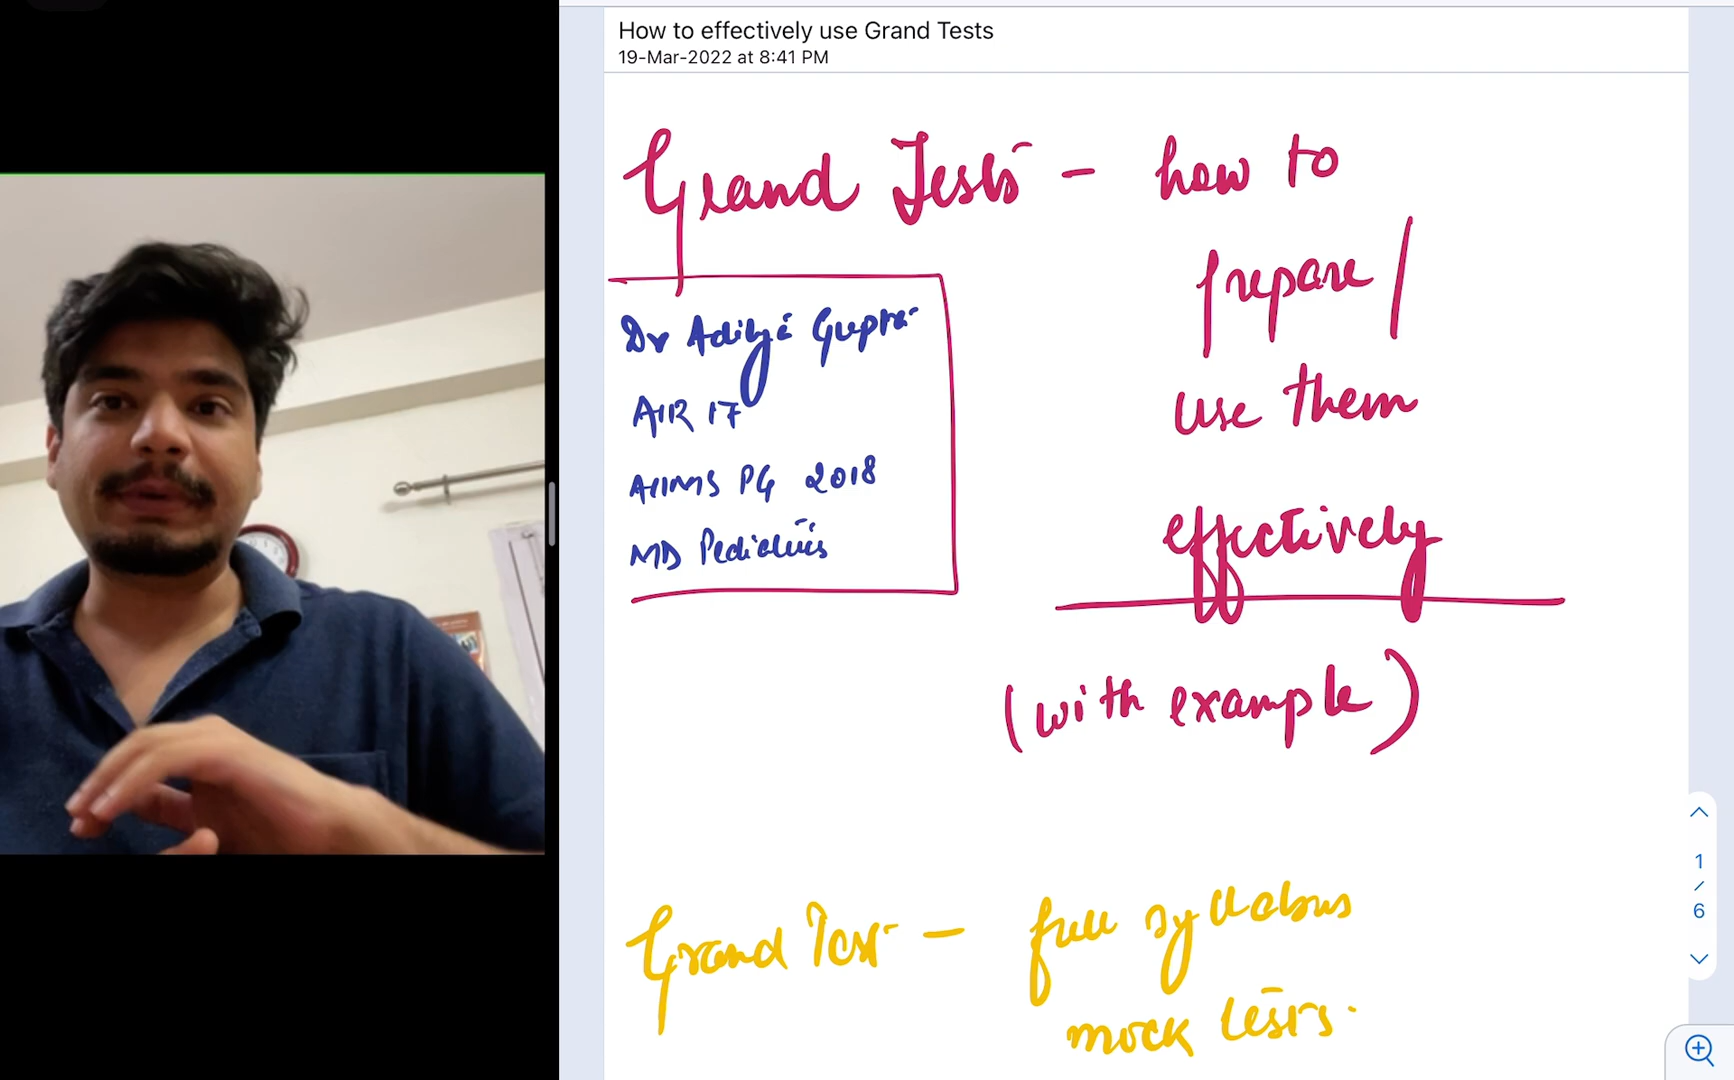 How to effectively use Grand Tests
19-Mar-2022 at 8:41 PM
Grand Tests - how to
prepare/
use them
effectively
(with example)
Dr Aditya Gupta
AIR 17
AIIMS PG 2018
MD Pediatrics
Grand Test - full syllabus
mock tests.
1
/
6